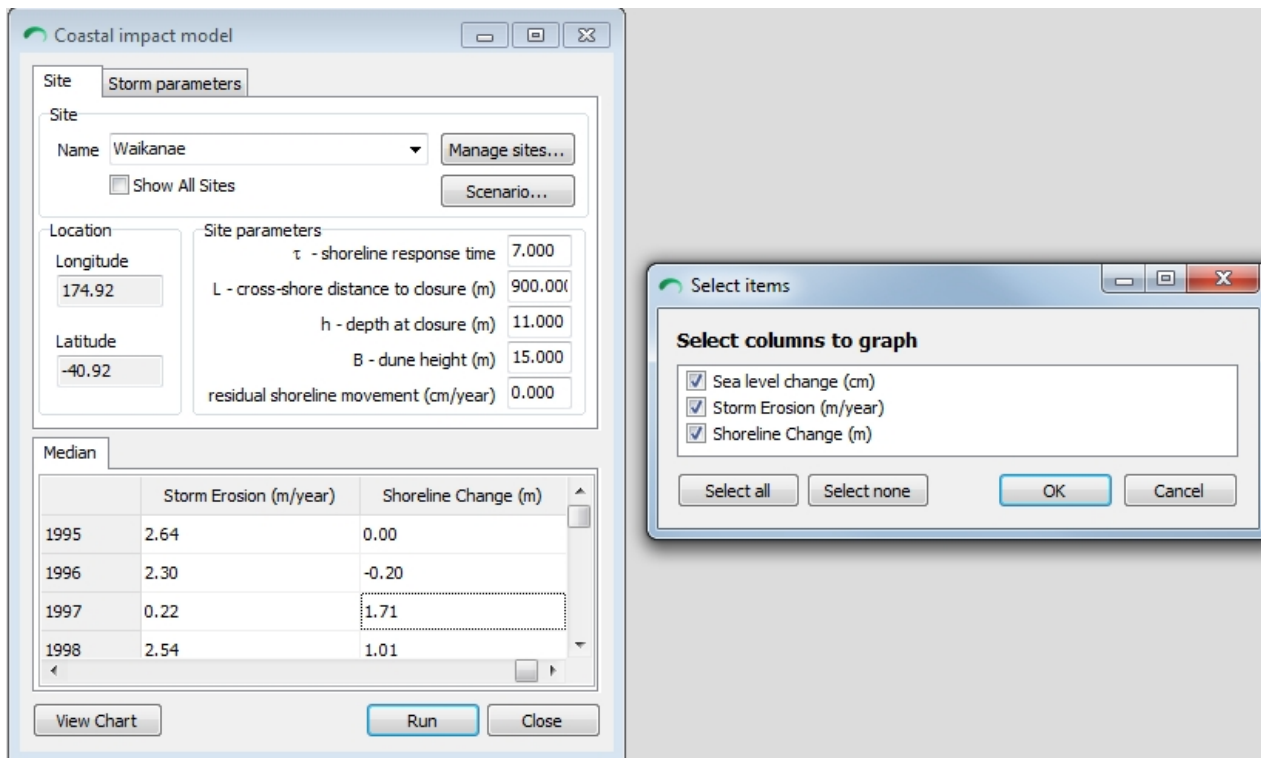 Coastal impact model
Site
Storm parameters
Site
Name Waikanae Manage sites...
Show All Sites
Scenario...
Location
Longitude
174.92
Latitude
-40.92
Site parameters
τ - shoreline response time 7.000
L - cross-shore distance to closure (m) 900.00(
h - depth at closure (m) 11.000
B - dune height (m) 15.000
residual shoreline movement (cm/year) 0.000
Median
Storm Erosion (m/year) Shoreline Change (m)
1995 2.64 0.00
1996 2.30 -0.20
1997 0.22 1.71
1998 2.54 1.01
View Chart Run Close
Select items
Select columns to graph
Sea level change (cm)
Storm Erosion (m/year)
Shoreline Change (m)
Select all Select none OK Cancel